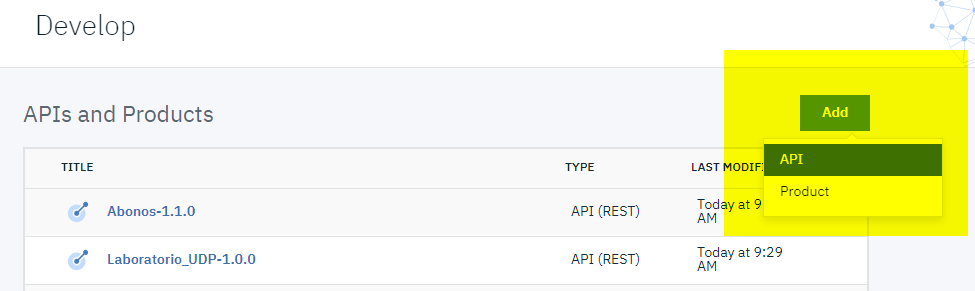 Develop
APIs and Products
Add
API
Product
TITLE TYPE LAST MODIFI
Abonos-1.1.0 API (REST) Today at 9
AM
Laboratorio_UDP-1.0.0 API (REST) Today at 9:29
AM